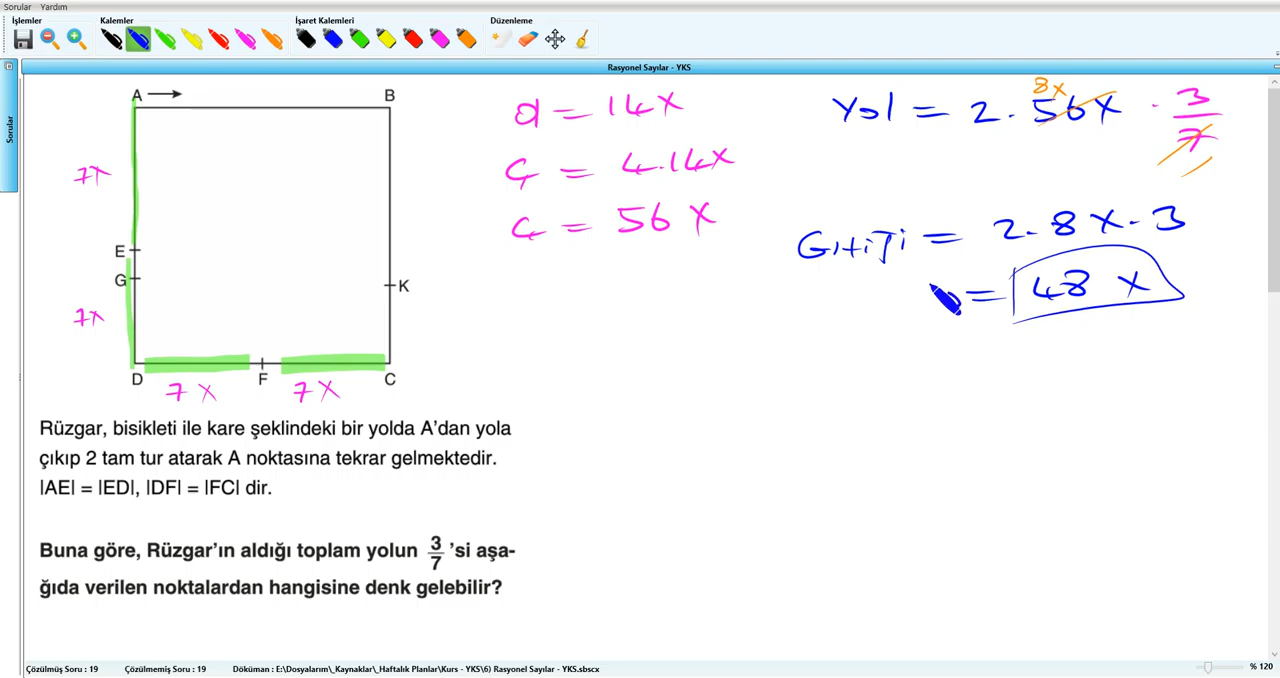 Sorular Yardım
İşlemler Kalemler İşaret Kalemleri Düzenleme
Rasyonel Sayılar - YKS
Sorular
A B
7x
E
G
K
7x
D F C
7x 7x
a = 14x
Ç = 4.14x
Ç = 56x
Yol = 2.56x . 3/7
8x
Gittiği = 2.8x.3
= 48x
Rüzgar, bisikleti ile kare şeklindeki bir yolda A'dan yola
çıkıp 2 tam tur atarak A noktasına tekrar gelmektedir.
|AE| = |ED|, |DF| = |FC| dir.
Buna göre, Rüzgar'ın aldığı toplam yolun 3/7 'si aşa-
ğıda verilen noktalardan hangisine denk gelebilir?
Çözülmüş Soru : 19 Çözülmemiş Soru : 19 Döküman : E:\Dosyalarım\_Kaynaklar\_Haftalık Planlar\Kurs - YKS\6) Rasyonel Sayılar - YKS.sbscx % 120